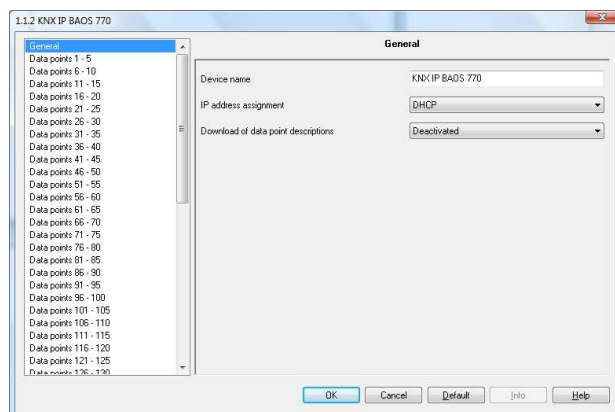 1.1.2 KNX IP BAOS 770
General
Data points 1 - 5
Data points 6 - 10
Data points 11 - 15
Data points 16 - 20
Data points 21 - 25
Data points 26 - 30
Data points 31 - 35
Data points 36 - 40
Data points 41 - 45
Data points 46 - 50
Data points 51 - 55
Data points 56 - 60
Data points 61 - 65
Data points 66 - 70
Data points 71 - 75
Data points 76 - 80
Data points 81 - 85
Data points 86 - 90
Data points 91 - 95
Data points 96 - 100
Data points 101 - 105
Data points 106 - 110
Data points 111 - 115
Data points 116 - 120
Data points 121 - 125
Data points 126 - 130
General
Device name KNX IP BAOS 770
IP address assignment DHCP
Download of data point descriptions Deactivated
OK Cancel Default Info Help